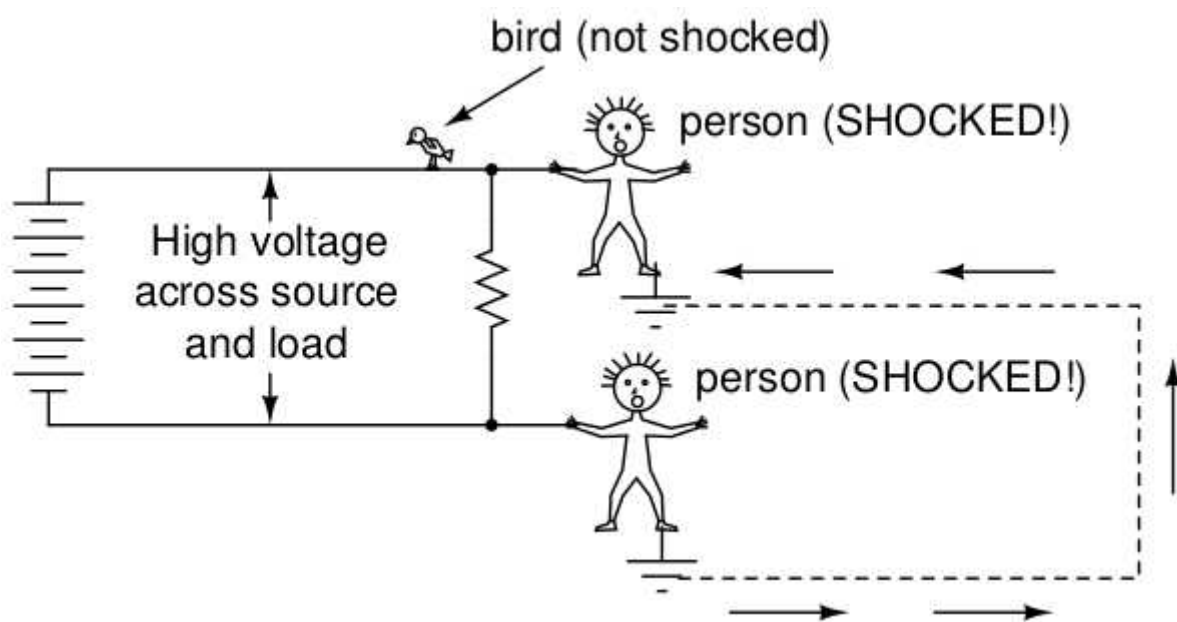 bird (not shocked)
person (SHOCKED!)
High voltage
across source
and load
person (SHOCKED!)